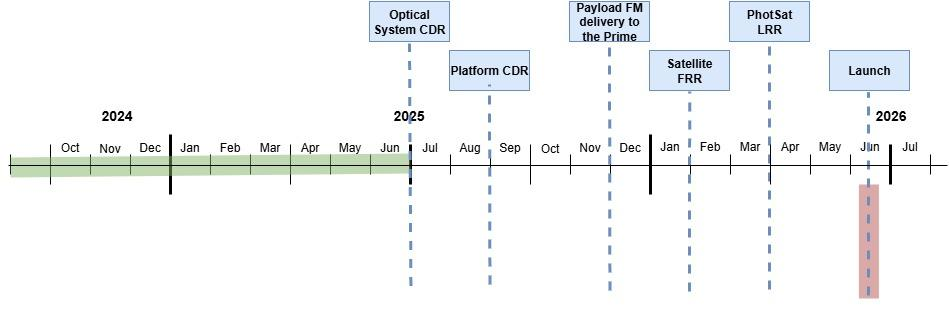 Optical
System CDR
Payload FM
delivery to
the Prime
PhotSat
LRR
Platform CDR
Satellite
FRR
Launch
2024
2025
2026
Oct
Nov
Dec
Jan
Feb
Mar
Apr
May
Jun
Jul
Aug
Sep
Oct
Nov
Dec
Jan
Feb
Mar
Apr
May
Jun
Jul